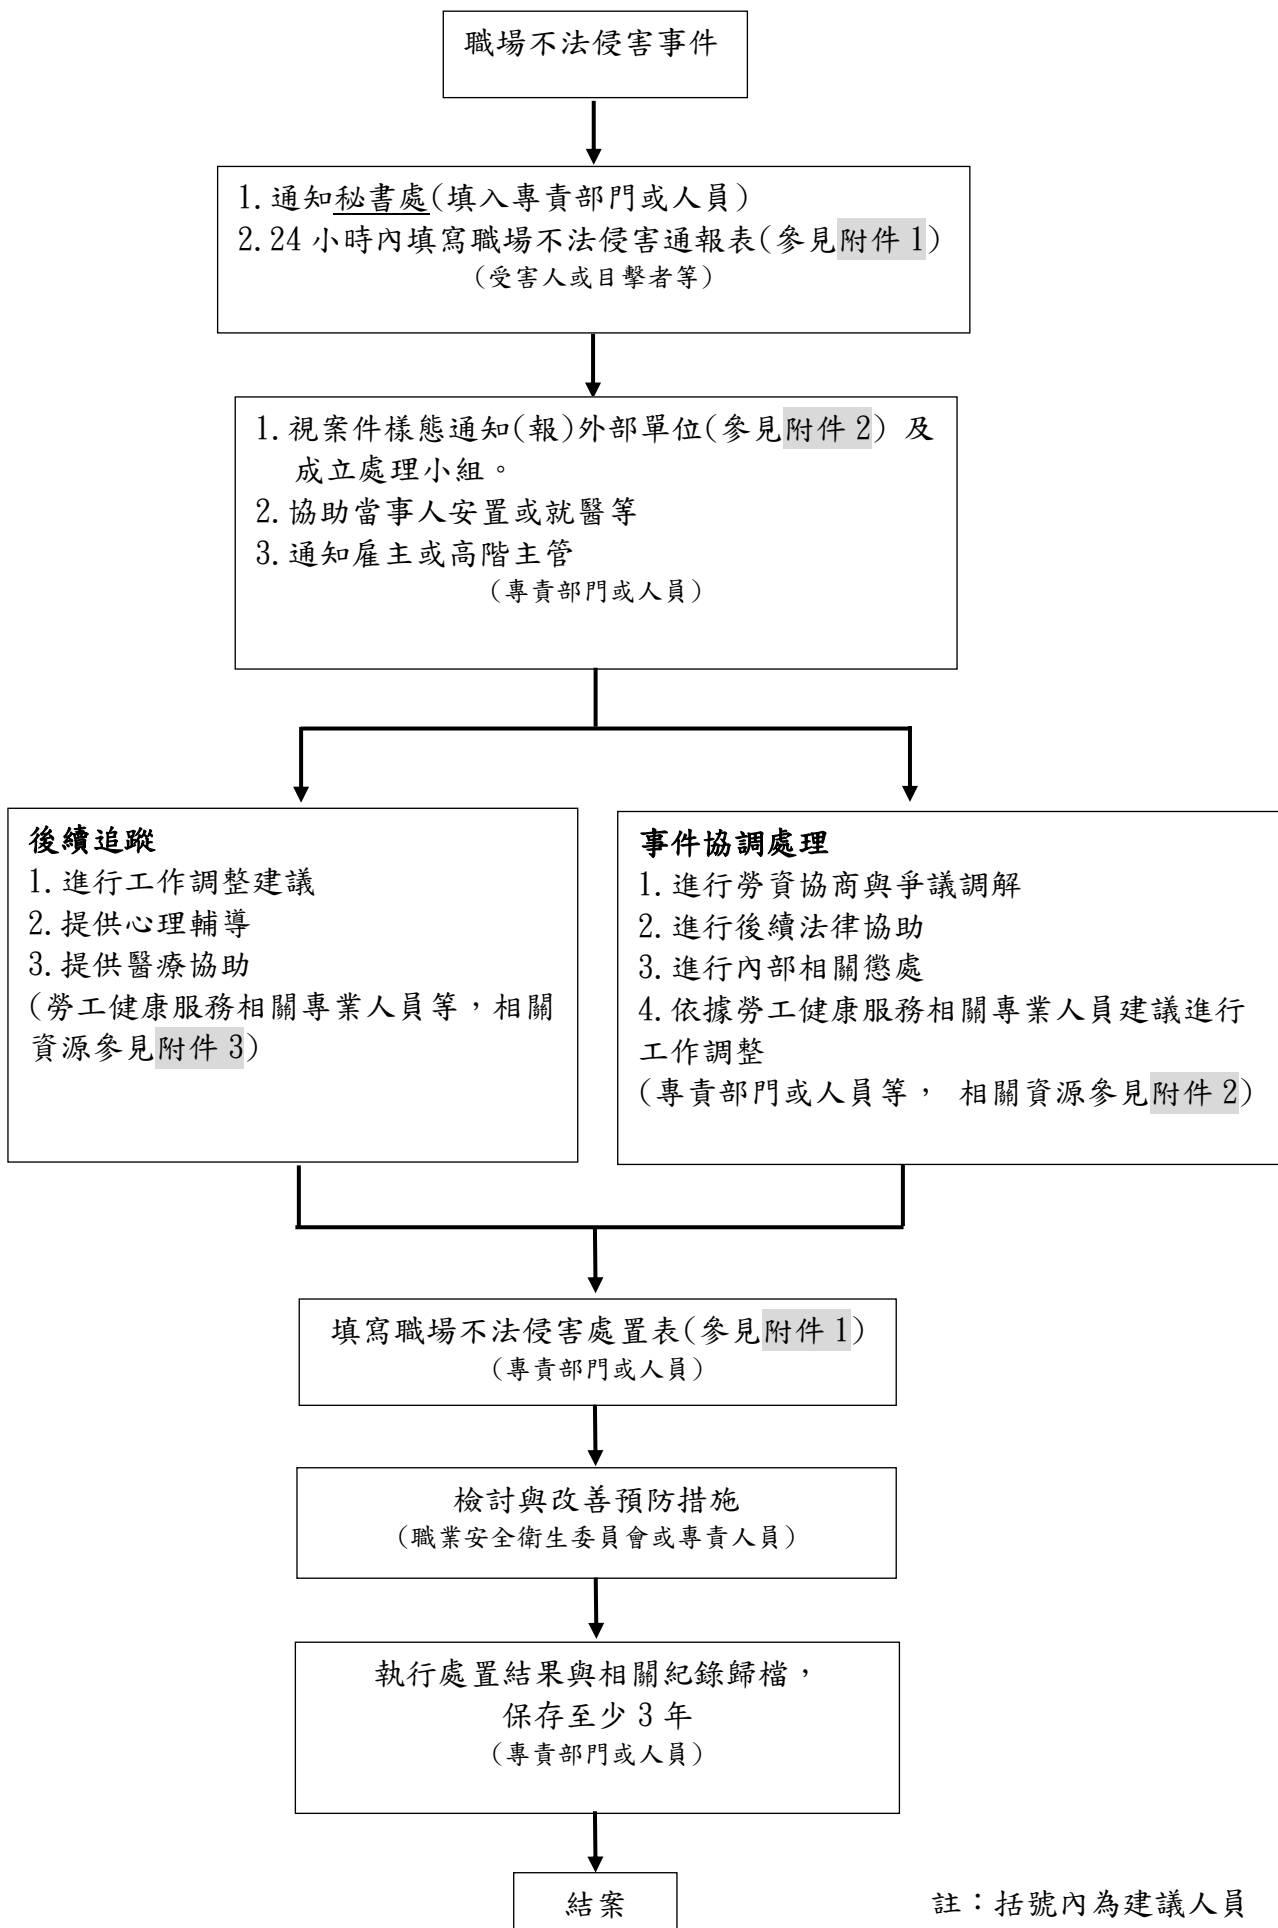 職場不法侵害事件
1.通知秘書處(填入專責部門或人員)
2.24 小時內填寫職場不法侵害通報表(參見附件 1)
(受害人或目擊者等)
1.視案件樣態通知(報)外部單位(參見附件 2) 及
成立處理小組。
2.協助當事人安置或就醫等
3.通知雇主或高階主管
(專責部門或人員)
後續追蹤
1.進行工作調整建議
2.提供心理輔導
3.提供醫療協助
(勞工健康服務相關專業人員等，相關
資源參見附件 3)
事件協調處理
1.進行勞資協商與爭議調解
2.進行後續法律協助
3.進行內部相關懲處
4.依據勞工健康服務相關專業人員建議進行
工作調整
(專責部門或人員等， 相關資源參見附件 2)
填寫職場不法侵害處置表(參見附件 1)
(專責部門或人員)
檢討與改善預防措施
(職業安全衛生委員會或專責人員)
執行處置結果與相關紀錄歸檔，
保存至少 3 年
(專責部門或人員)
結案
註：括號內為建議人員